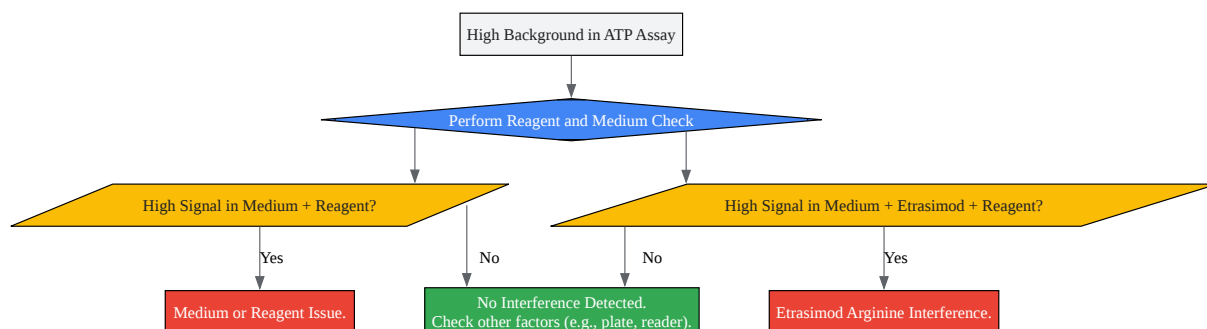 High Background in ATP Assay
Perform Reagent and Medium Check
High Signal in Medium + Reagent?
High Signal in Medium + Etrasimod + Reagent?
Yes
No
No
Yes
Medium or Reagent Issue.
No Interference Detected.
Check other factors (e.g., plate, reader).
Etrasimod Arginine Interference.